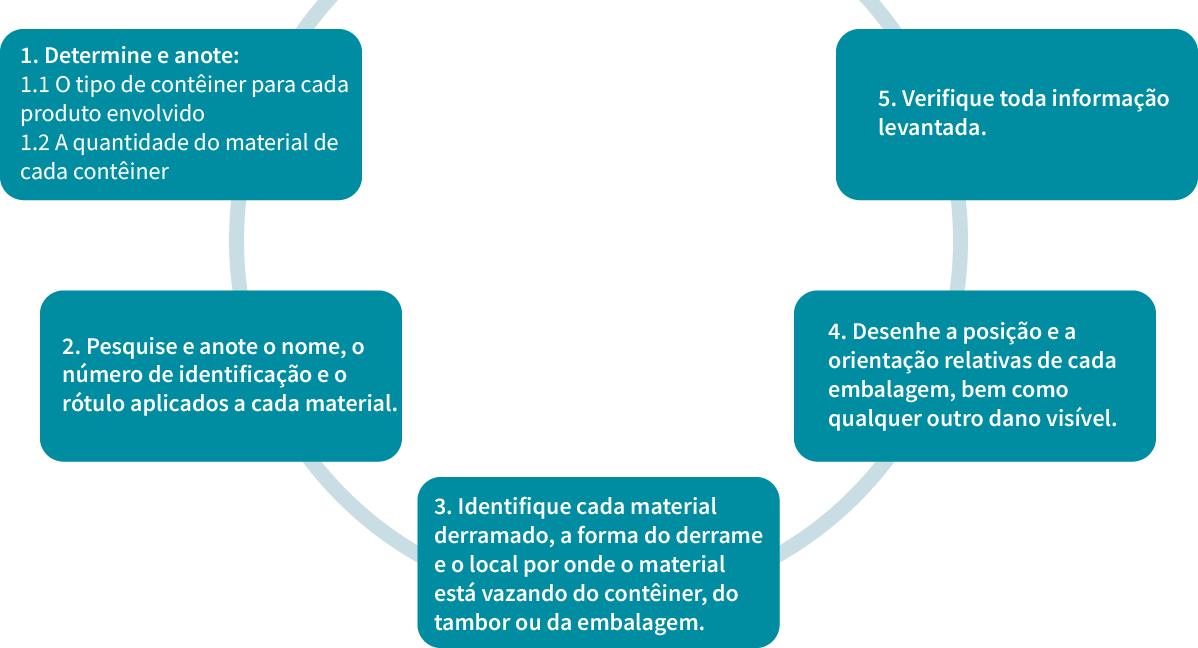 1. Determine e anote:
1.1 O tipo de contêiner para cada
produto envolvido
1.2 A quantidade do material de
cada contêiner
2. Pesquise e anote o nome, o
número de identificação e o
rótulo aplicados a cada material.
3. Identifique cada material
derramado, a forma do derrame
e o local por onde o material
está vazando do contêiner, do
tambor ou da embalagem.
4. Desenhe a posição e a
orientação relativas de cada
embalagem, bem como
qualquer outro dano visível.
5. Verifique toda informação
levantada.